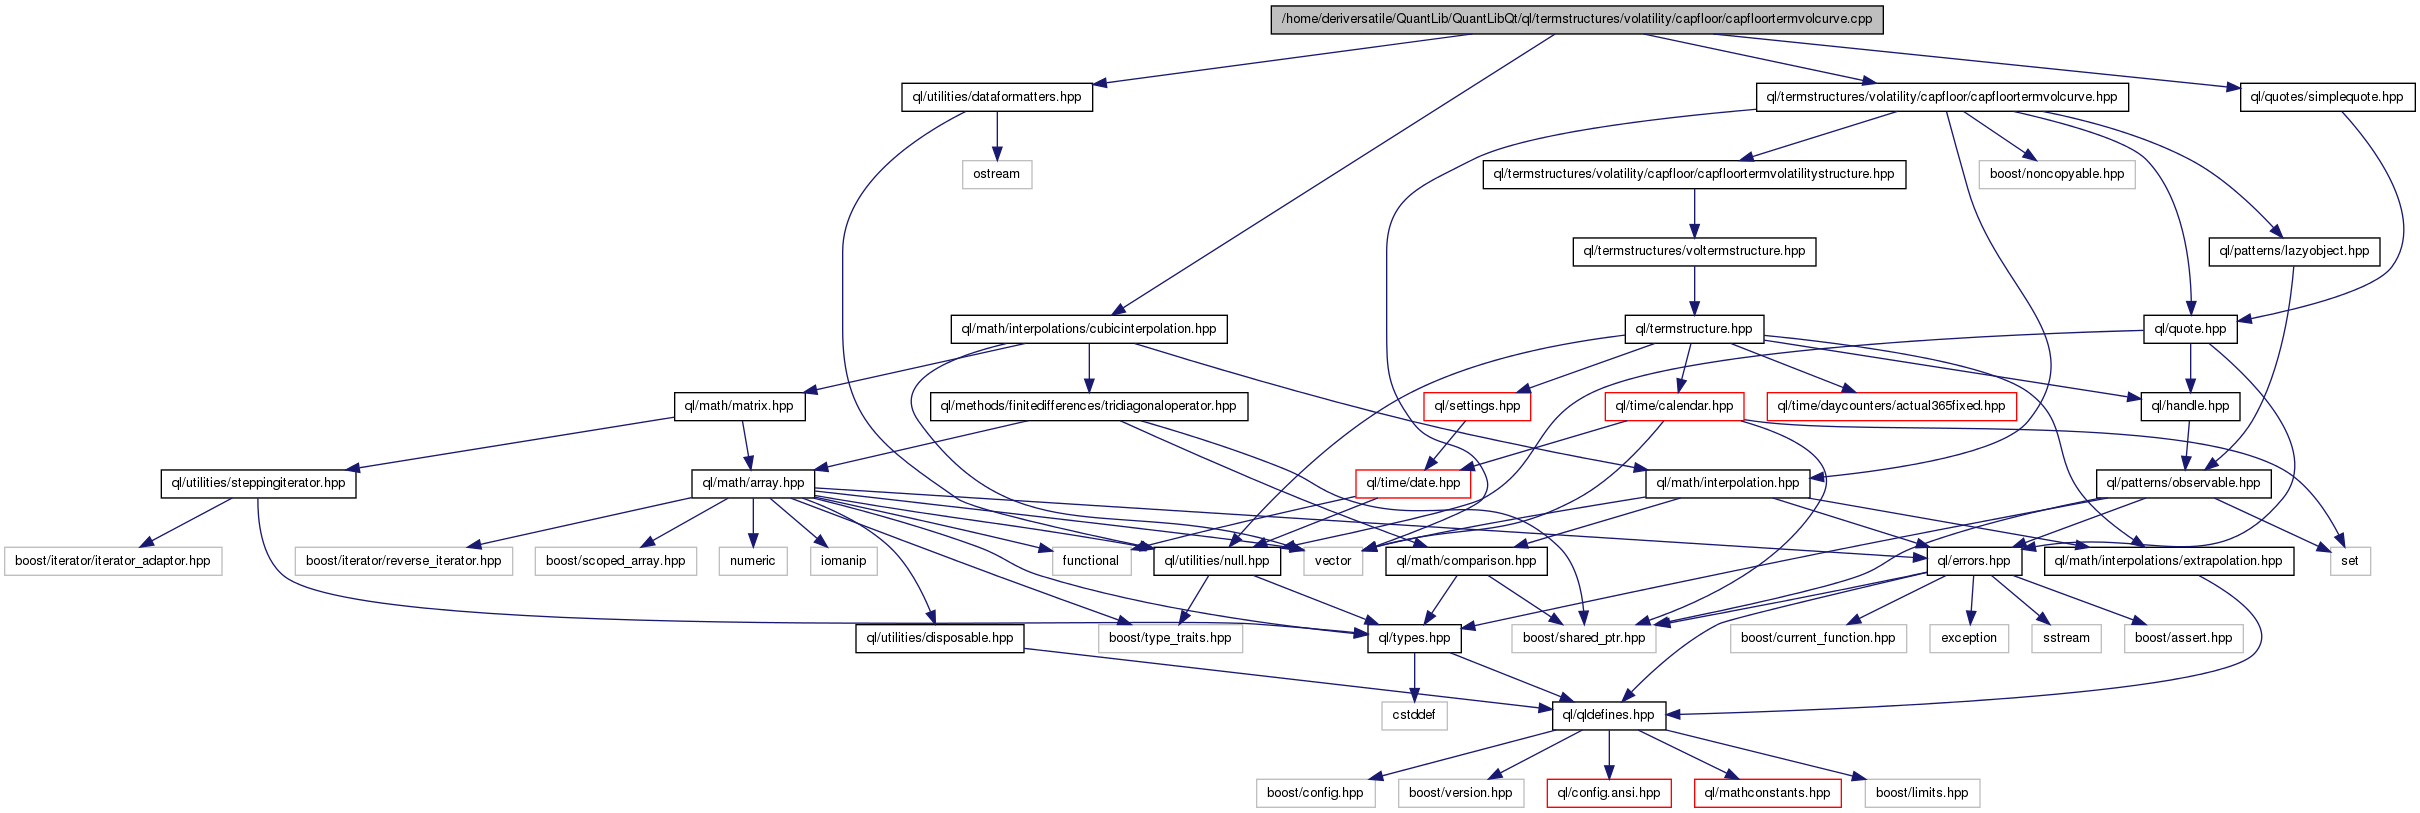 /home/deriversatile/QuantLib/QuantLibQt/ql/termstructures/volatility/capfloor/capfloortermvolcurve.cpp
ql/utilities/dataformatters.hpp
ql/termstructures/volatility/capfloor/capfloortermvolcurve.hpp
ql/quotes/simplequote.hpp
ostream
ql/termstructures/volatility/capfloor/capfloortermvolatilitystructure.hpp
boost/noncopyable.hpp
ql/termstructures/voltermstructure.hpp
ql/patterns/lazyobject.hpp
ql/math/interpolations/cubicinterpolation.hpp
ql/termstructure.hpp
ql/quote.hpp
ql/math/matrix.hpp
ql/methods/finitedifferences/tridiagonaloperator.hpp
ql/settings.hpp
ql/time/calendar.hpp
ql/time/daycounters/actual365fixed.hpp
ql/handle.hpp
ql/utilities/steppingiterator.hpp
ql/math/array.hpp
ql/time/date.hpp
ql/math/interpolation.hpp
ql/patterns/observable.hpp
boost/iterator/iterator_adaptor.hpp
boost/iterator/reverse_iterator.hpp
boost/scoped_array.hpp
numeric
iomanip
functional
ql/utilities/null.hpp
vector
ql/math/comparison.hpp
ql/errors.hpp
ql/math/interpolations/extrapolation.hpp
set
ql/utilities/disposable.hpp
boost/type_traits.hpp
ql/types.hpp
boost/shared_ptr.hpp
boost/current_function.hpp
exception
sstream
boost/assert.hpp
cstddef
ql/qldefines.hpp
boost/config.hpp
boost/version.hpp
ql/config.ansi.hpp
ql/mathconstants.hpp
boost/limits.hpp